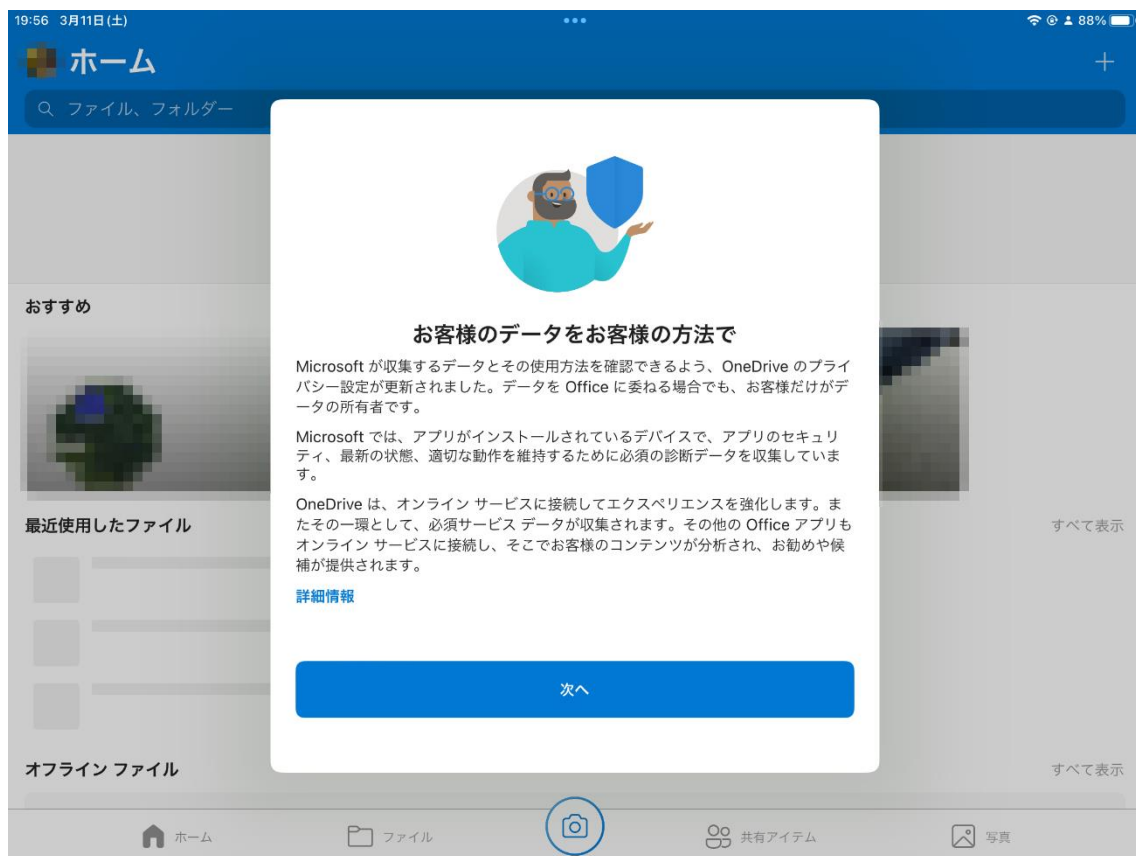 19:56 3月11日(土)
88%
ホーム
ファイル、フォルダー
おすすめ
お客様のデータをお客様の方法で
Microsoft が収集するデータとその使用方法を確認できるよう、OneDrive のプライ
バシー設定が更新されました。データを Office に委ねる場合でも、お客様だけがデ
ータの所有者です。
Microsoft では、アプリがインストールされているデバイスで、アプリのセキュリ
ティ、最新の状態、適切な動作を維持するために必須の診断データを収集していま
す。
OneDrive は、オンライン サービスに接続してエクスペリエンスを強化します。ま
たその一環として、必須サービス データが収集されます。その他の Office アプリも
オンライン サービスに接続し、そこでお客様のコンテンツが分析され、お勧めや候
補が提供されます。
詳細情報
次へ
最近使用したファイル
すべて表示
オフライン ファイル
すべて表示
ホーム
ファイル
共有アイテム
写真